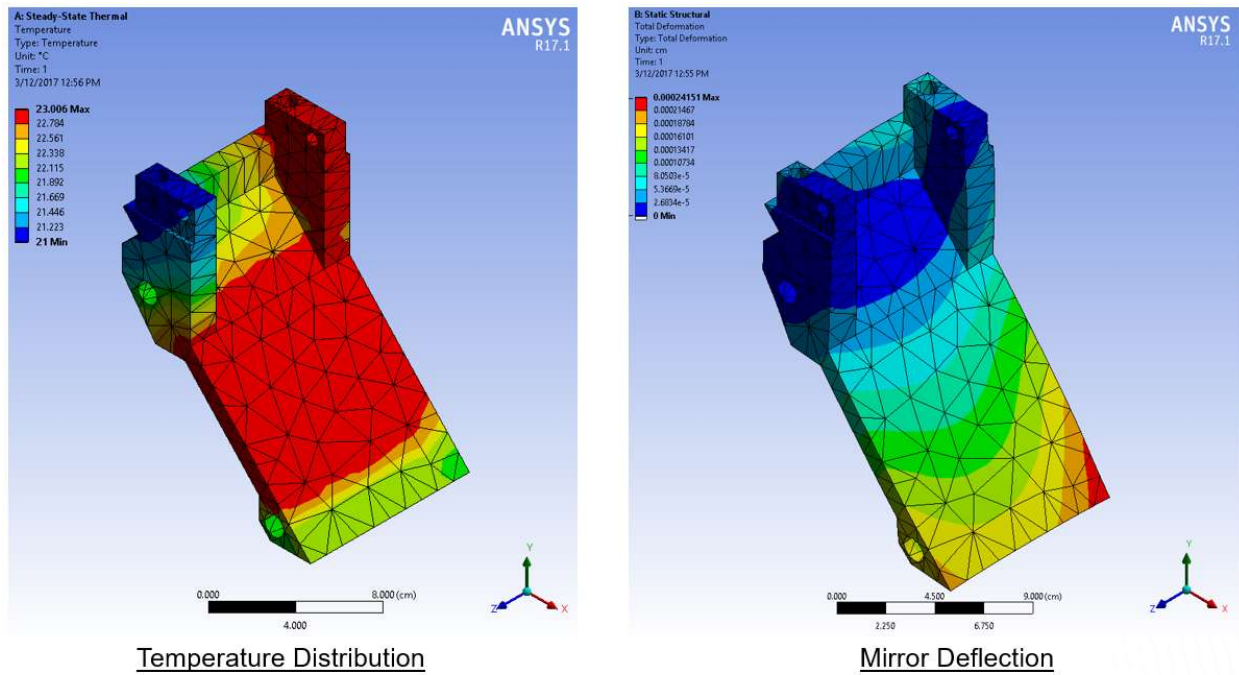 A: Steady-State Thermal
Temperature
Type: Temperature
Unit: °C
Time: 1
3/12/2017 12:56 PM
ANSYS
R17.1
23.006 Max
22.784
22.561
22.338
22.115
21.892
21.669
21.446
21.223
21 Min
0.000
8.000 (cm)
4.000
Y
Z
X
Temperature Distribution
B: Static Structural
Total Deformation
Type: Total Deformation
Unit: cm
Time: 1
3/12/2017 12:55 PM
ANSYS
R17.1
0.00024151 Max
0.00021467
0.00018784
0.00016101
0.00013417
0.00010734
8.0503e-5
5.3669e-5
2.6834e-5
0 Min
0.000
4.500
9.000 (cm)
2.250
6.750
Y
Z
X
Mirror Deflection